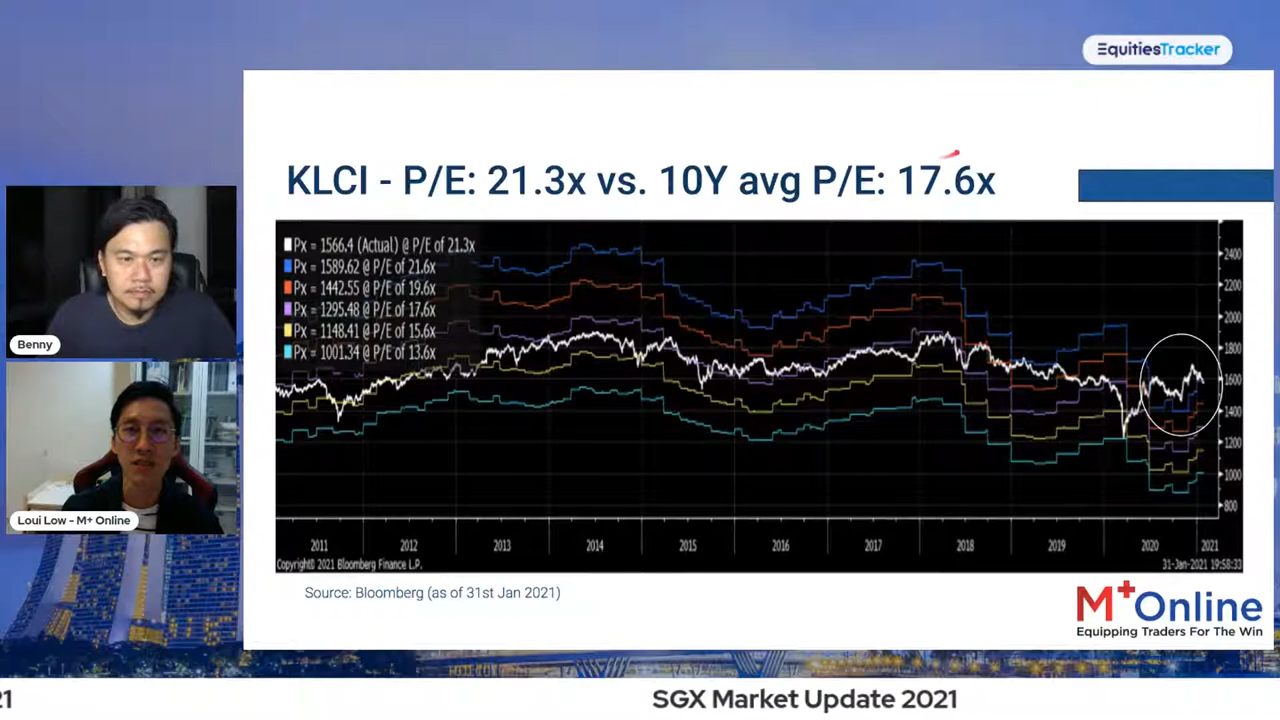 EquitiesTracker
KLCI - P/E: 21.3x vs. 10Y avg P/E: 17.6x
Px = 1566.4 (Actual) @ P/E of 21.3x
Px = 1589.62 @ P/E of 21.6x
Px = 1442.55 @ P/E of 19.6x
Px = 1295.48 @ P/E of 17.6x
Px = 1148.41 @ P/E of 15.6x
Px = 1001.34 @ P/E of 13.6x
2400
2200
2000
1800
1600
1400
1200
1000
800
2011 2012 2013 2014 2015 2016 2017 2018 2019 2020 2021
Copyright© 2021 Bloomberg Finance L.P.
31-Jan-2021 19:58:33
Source: Bloomberg (as of 31st Jan 2021)
Benny
Loui Low - M+ Online
M+Online
Equipping Traders For The Win
21
SGX Market Update 2021